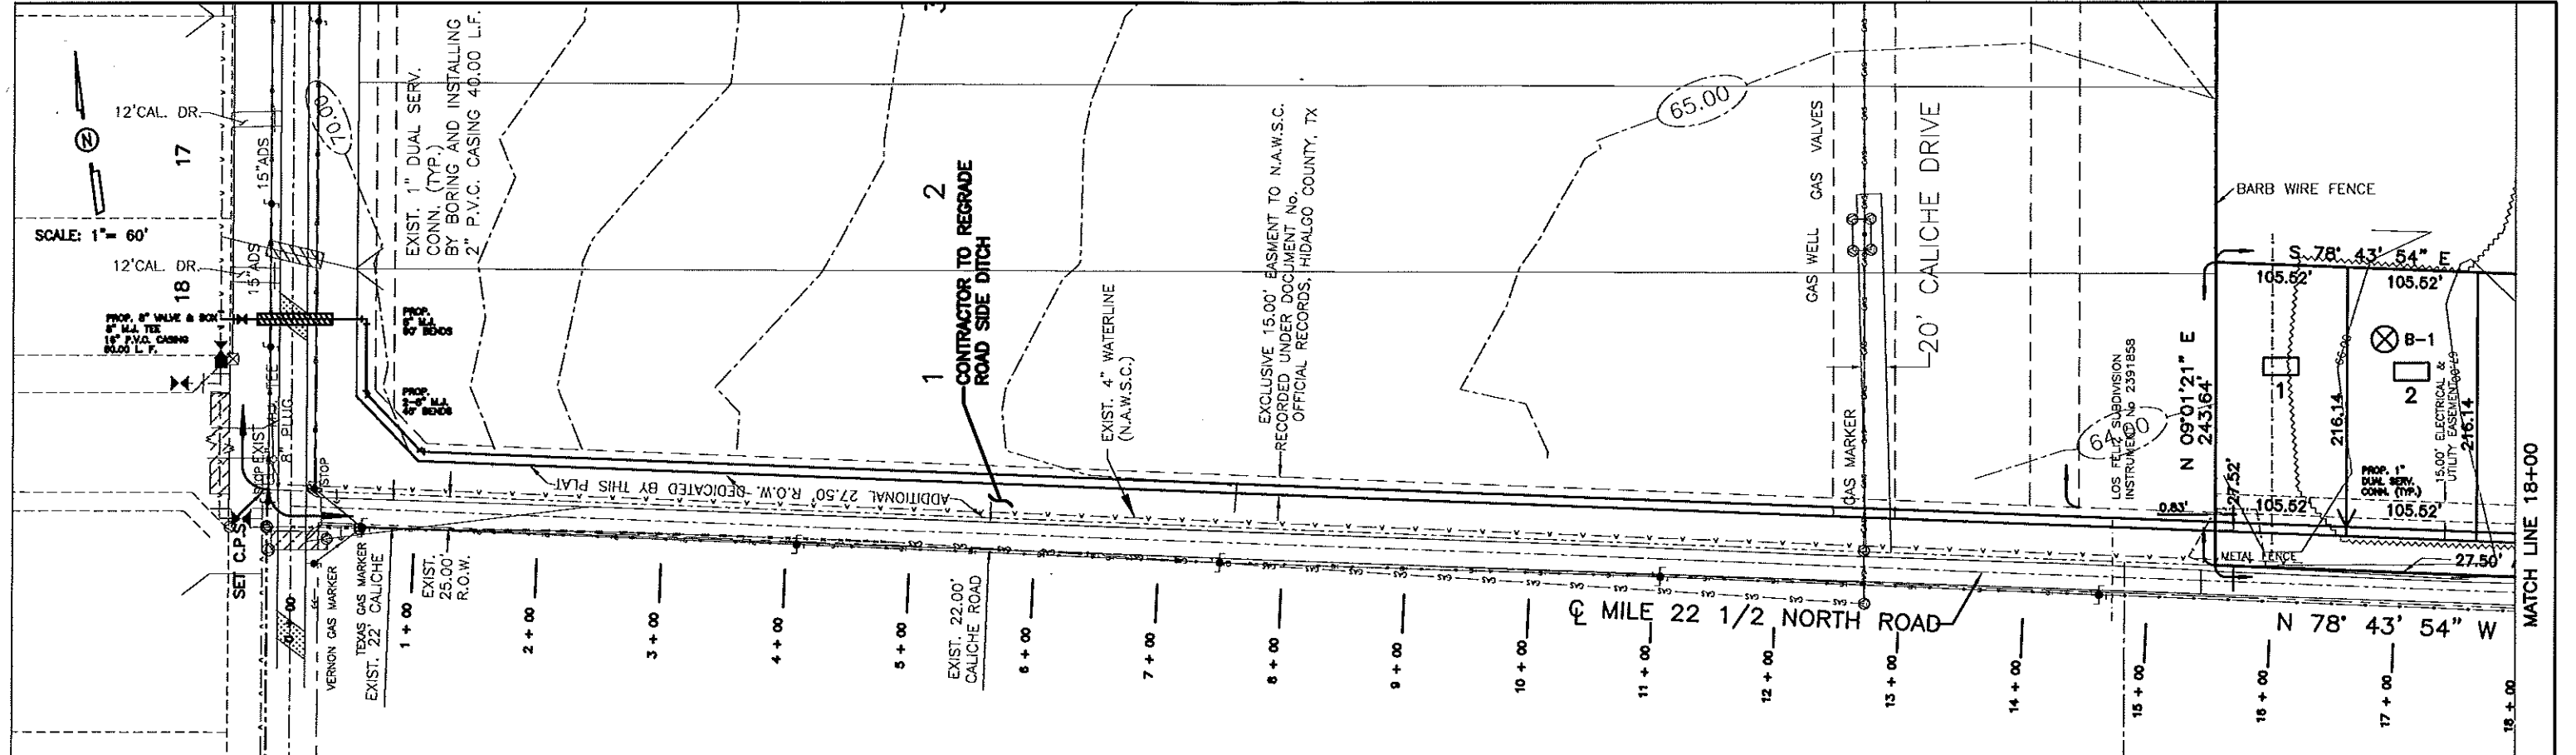 12'CAL. DR.
17
15"ADS
SCALE: 1"= 60'
12'CAL. DR.
15"ADS
18
PROP. 8" VALVE & BOX
8" M.J. TEE
16" P.V.C. CASING
60.00 L. F.
70.00
EXIST. 1" DUAL SERV.
CONN. (TYP.)
BY BORING AND INSTALLING
2" P.V.C. CASING 40.00 L.F.
PROP.
BENDS
PROP.
BENDS
PLUG
STOP
SET C.P.S.
0+00
VERNON GAS MARKER
TEXAS GAS MARKER
EXIST. 22' CALICHE
EXIST.
25.00'
R.O.W.
ADDITIONAL 27.50' R.O.W. DEDICATED BY THIS PLAT
1
2
CONTRACTOR TO REGRADE
ROAD SIDE DITCH
EXIST. 4" WATERLINE
(N.A.W.S.C.)
EXCLUSIVE 15.00' EASMENT TO N.A.W.S.C.
RECORDED UNDER DOCUMENT No.
OFFICIAL RECORDS, HIDALGO COUNTY, TX
EXIST. 22.00'
CALICHE ROAD
65.00
GAS WELL GAS VALVES
20' CALICHE DRIVE
GAS MARKER
64.00
LOS FELIZ SUBDIVISION
INSTRUMENT No 2391858
BARB WIRE FENCE
S 78° 43' 54" E
105.52'
105.52'
N 09°01'21" E
243.64'
B-1
1
2
216.14
216.14
15.00' ELECTRICAL &
UTILITY EASEMENT
PROP. 1"
DUAL SERV.
CONN. (TYP.)
27.52'
0.83'
105.52'
105.52'
METAL FENCE
27.50'
℄ MILE 22 1/2 NORTH ROAD
N 78° 43' 54" W
MATCH LINE 18+00
1 + 00
2 + 00
3 + 00
4 + 00
5 + 00
6 + 00
7 + 00
8 + 00
9 + 00
10 + 00
11 + 00
12 + 00
13 + 00
14 + 00
15 + 00
16 + 00
17 + 00
18 + 00